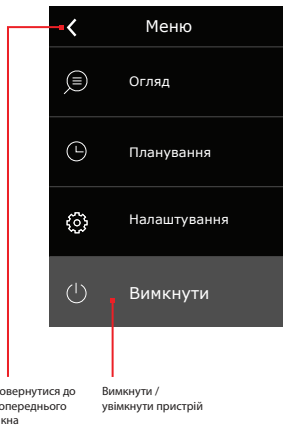 Меню
Огляд
Планування
Налаштування
Вимкнути
овернутися до
опереднього
кна
Вимкнути /
увімкнути пристрій